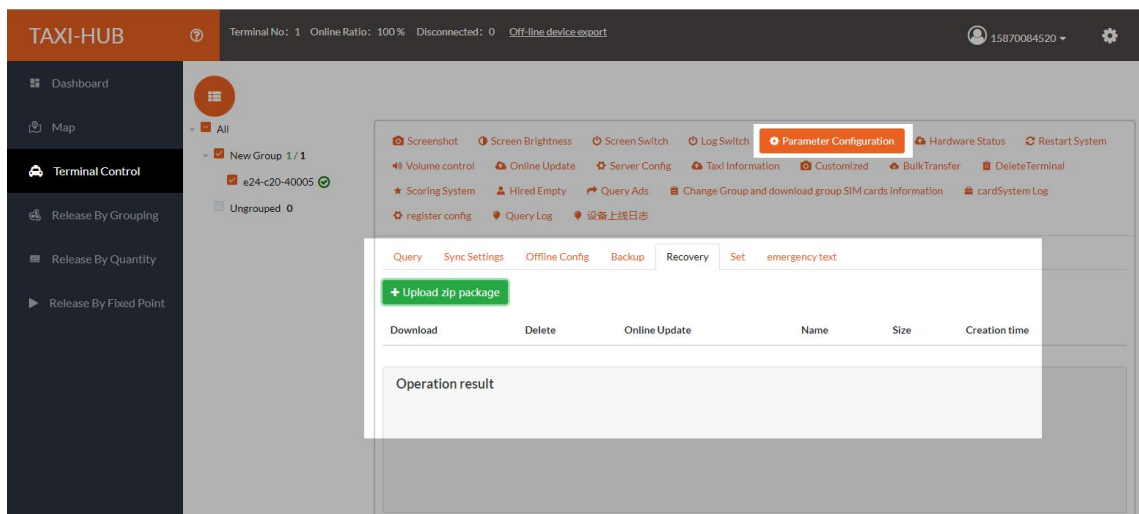 TAXI-HUB
Terminal No: 1 Online Ratio: 100 % Disconnected: 0 Off-line device export
15870084520
Dashboard
Map
Terminal Control
Release By Grouping
Release By Quantity
Release By Fixed Point
All
New Group 1 / 1
e24-c20-40005
Ungrouped 0
Screenshot Screen Brightness Screen Switch Log Switch Parameter Configuration Hardware Status Restart System
Volume control Online Update Server Config Taxi Information Customized BulkTransfer DeleteTerminal
Scoring System Hired Empty Query Ads Change Group and download group SIM cards information cardSystem Log
register config Query Log 设备上线日志
Query Sync Settings Offline Config Backup Recovery Set emergency text
+ Upload zip package
Download Delete Online Update Name Size Creation time
Operation result